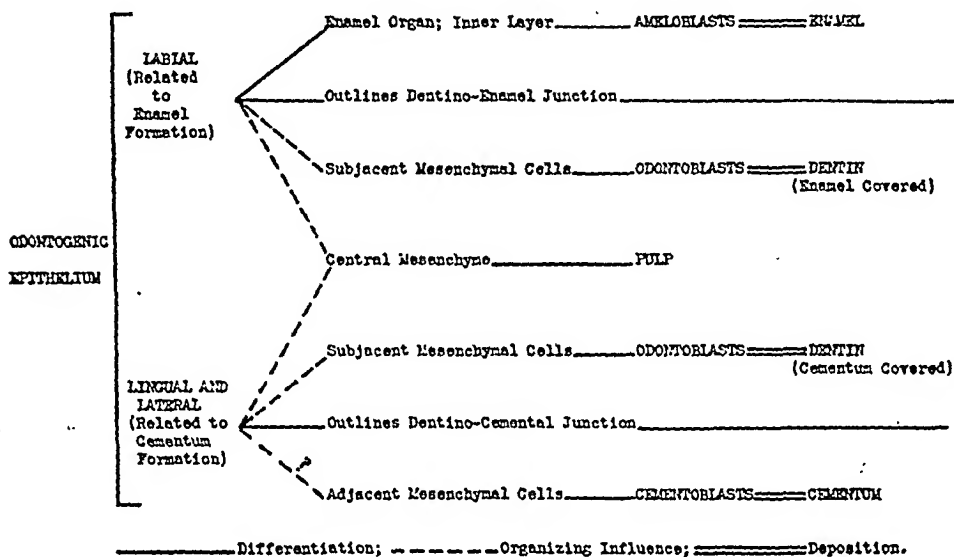 Enamel Organ; Inner Layer AMELOBLASTS ENAMEL
LABIAL
(Related
to
Enamel
Formation)
Outlines Dentino-Enamel Junction
Subjacent Mesenchymal Cells ODONTOBLASTS DENTIN
(Enamel Covered)
ODONTOGENIC
EPITHELIUM
Central Mesenchyme PULP
Subjacent Mesenchymal Cells ODONTOBLASTS DENTIN
(Cementum Covered)
LINGUAL AND
LATERAL
(Related to
Cementum
Formation)
Outlines Dentino-Cemental Junction
?
Adjacent Mesenchymal Cells CEMENTOBLASTS CEMENTUM
Differentiation; Organizing Influence; Deposition.